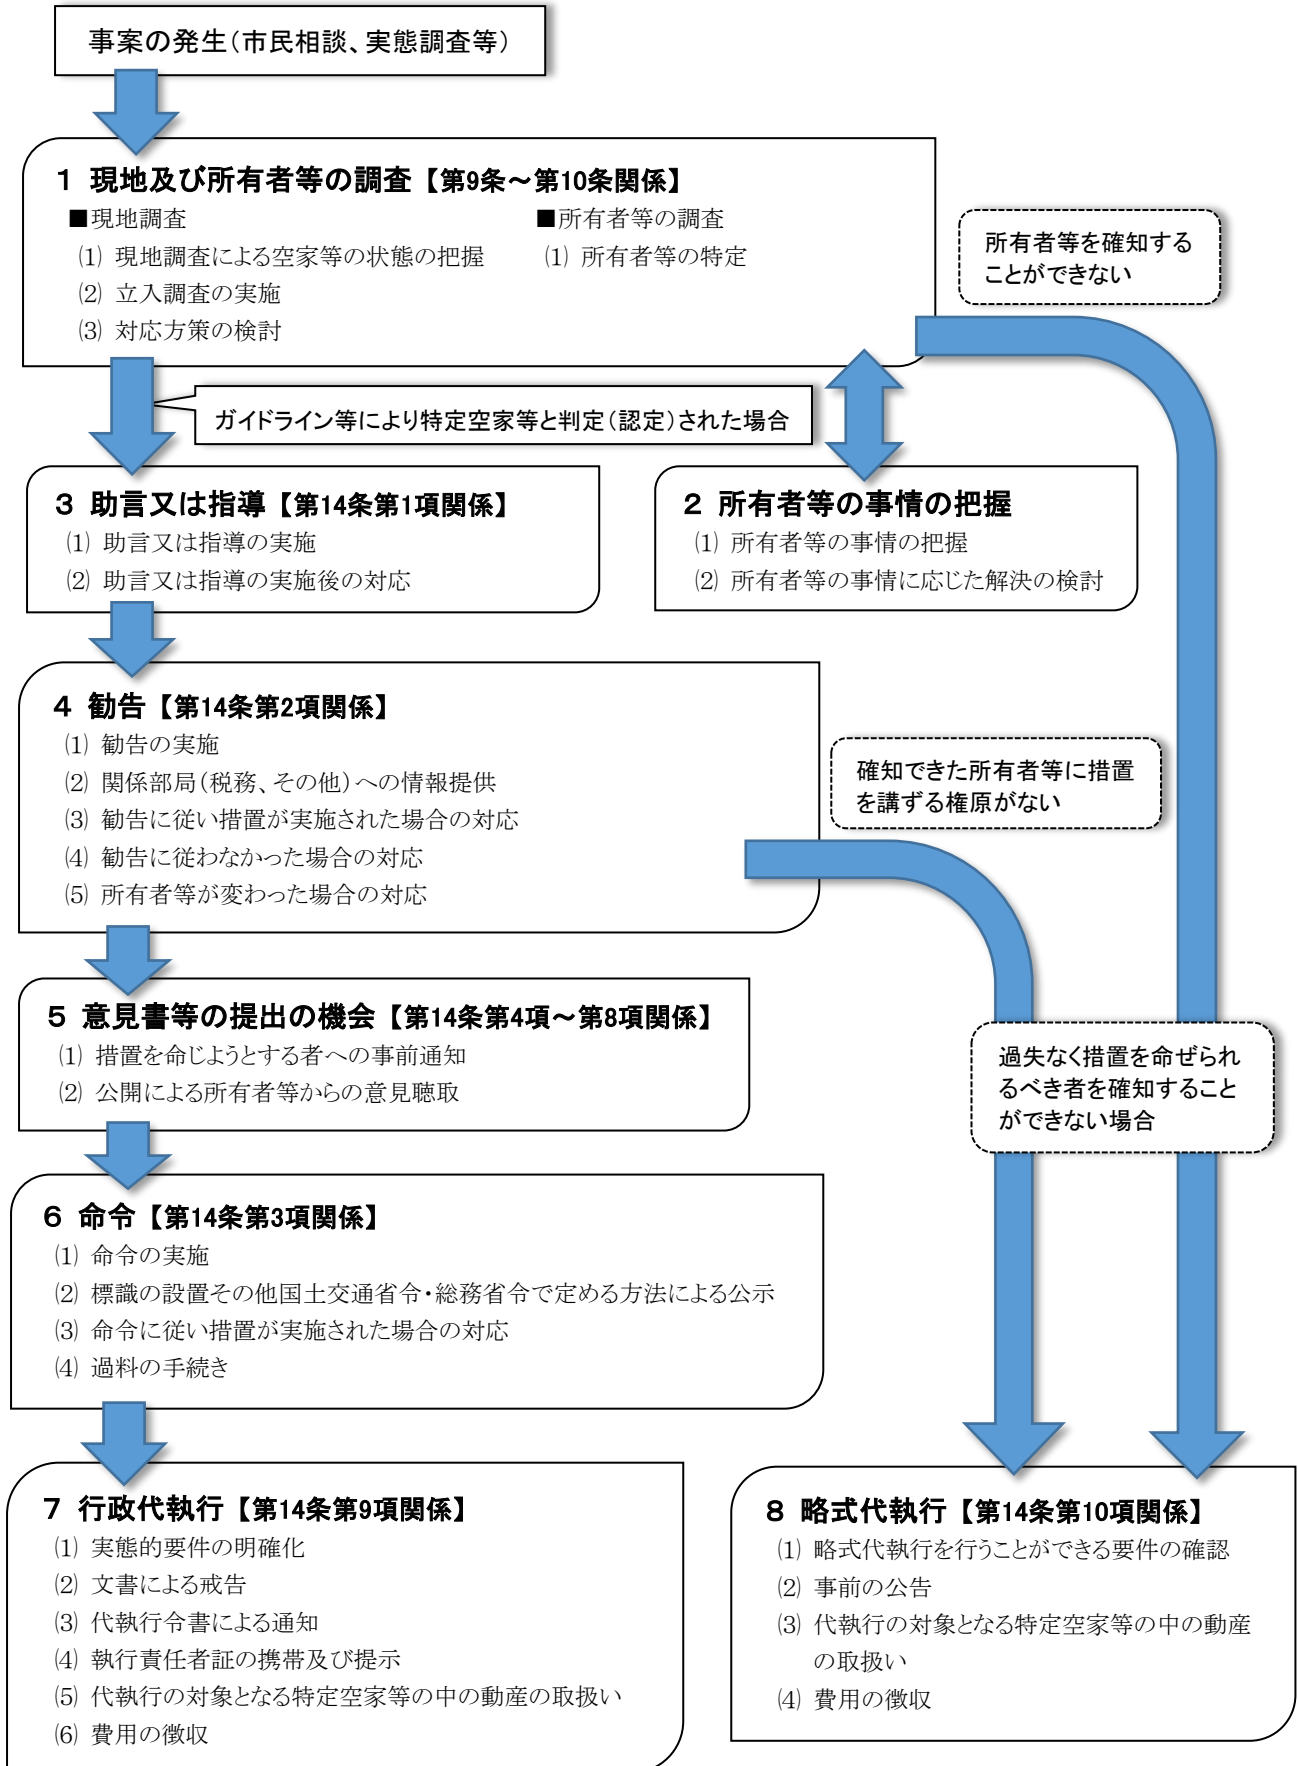 事案の発生（市民相談、実態調査等）
１ 現地及び所有者等の調査【第9条～第10条関係】
■現地調査
⑴ 現地調査による空家等の状態の把握
⑵ 立入調査の実施
⑶ 対応方策の検討
■所有者等の調査
⑴ 所有者等の特定
所有者等を確知する
ことができない
ガイドライン等により特定空家等と判定（認定）された場合
３ 助言又は指導【第14条第1項関係】
⑴ 助言又は指導の実施
⑵ 助言又は指導の実施後の対応
２ 所有者等の事情の把握
⑴ 所有者等の事情の把握
⑵ 所有者等の事情に応じた解決の検討
４ 勧告【第14条第2項関係】
⑴ 勧告の実施
⑵ 関係部局（税務、その他）への情報提供
⑶ 勧告に従い措置が実施された場合の対応
⑷ 勧告に従わなかった場合の対応
⑸ 所有者等が変わった場合の対応
確知できた所有者等に措置
を講ずる権原がない
５ 意見書等の提出の機会【第14条第4項～第8項関係】
⑴ 措置を命じようとする者への事前通知
⑵ 公開による所有者等からの意見聴取
過失なく措置を命ぜられ
るべき者を確知すること
ができない場合
６ 命令【第14条第3項関係】
⑴ 命令の実施
⑵ 標識の設置その他国土交通省令・総務省令で定める方法による公示
⑶ 命令に従い措置が実施された場合の対応
⑷ 過料の手続き
７ 行政代執行【第14条第9項関係】
⑴ 実態的要件の明確化
⑵ 文書による戒告
⑶ 代執行令書による通知
⑷ 執行責任者証の携帯及び提示
⑸ 代執行の対象となる特定空家等の中の動産の取扱い
⑹ 費用の徴収
８ 略式代執行【第14条第10項関係】
⑴ 略式代執行を行うことができる要件の確認
⑵ 事前の公告
⑶ 代執行の対象となる特定空家等の中の動産
の取扱い
⑷ 費用の徴収